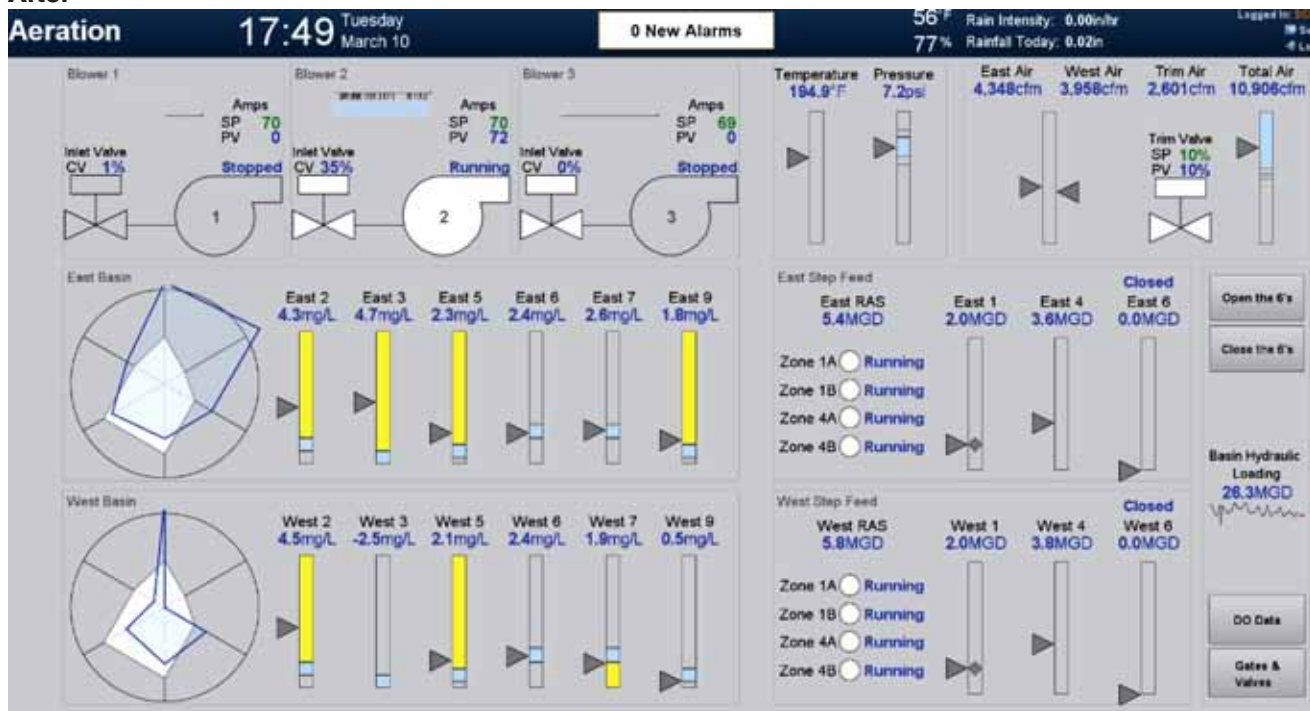 Aeration
17:49
Tuesday
March 10
0 New Alarms
56°F
77%
Rain Intensity: 0.00in/hr
Rainfall Today: 0.02in
Logged In:
Blower 1
Amps
SP 70
PV 0
Inlet Valve
CV 1%
Stopped
1
Blower 2
Amps
SP 70
PV 72
Inlet Valve
CV 35%
Running
2
Blower 3
Amps
SP 69
PV 0
Inlet Valve
CV 0%
Stopped
3
Temperature
194.9°F
Pressure
7.2psi
East Air
4,348cfm
West Air
3,958cfm
Trim Air
2,601cfm
Total Air
10,906cfm
Trim Valve
SP 10%
PV 10%
East Basin
East 2 East 3 East 5 East 6 East 7 East 9
4.3mg/L 4.7mg/L 2.3mg/L 2.4mg/L 2.6mg/L 1.8mg/L
East Step Feed
East RAS
5.4MGD
East 1
2.0MGD
East 4
3.6MGD
Closed
East 6
0.0MGD
Zone 1A Running
Zone 1B Running
Zone 4A Running
Zone 4B Running
Open the 6's
Close the 6's
Basin Hydraulic
Loading
26.3MGD
West Basin
West 2 West 3 West 5 West 6 West 7 West 9
4.5mg/L -2.5mg/L 2.1mg/L 2.4mg/L 1.9mg/L 0.5mg/L
West Step Feed
West RAS
5.8MGD
West 1
2.0MGD
West 4
3.8MGD
Closed
West 6
0.0MGD
Zone 1A Running
Zone 1B Running
Zone 4A Running
Zone 4B Running
DO Data
Gates &
Valves